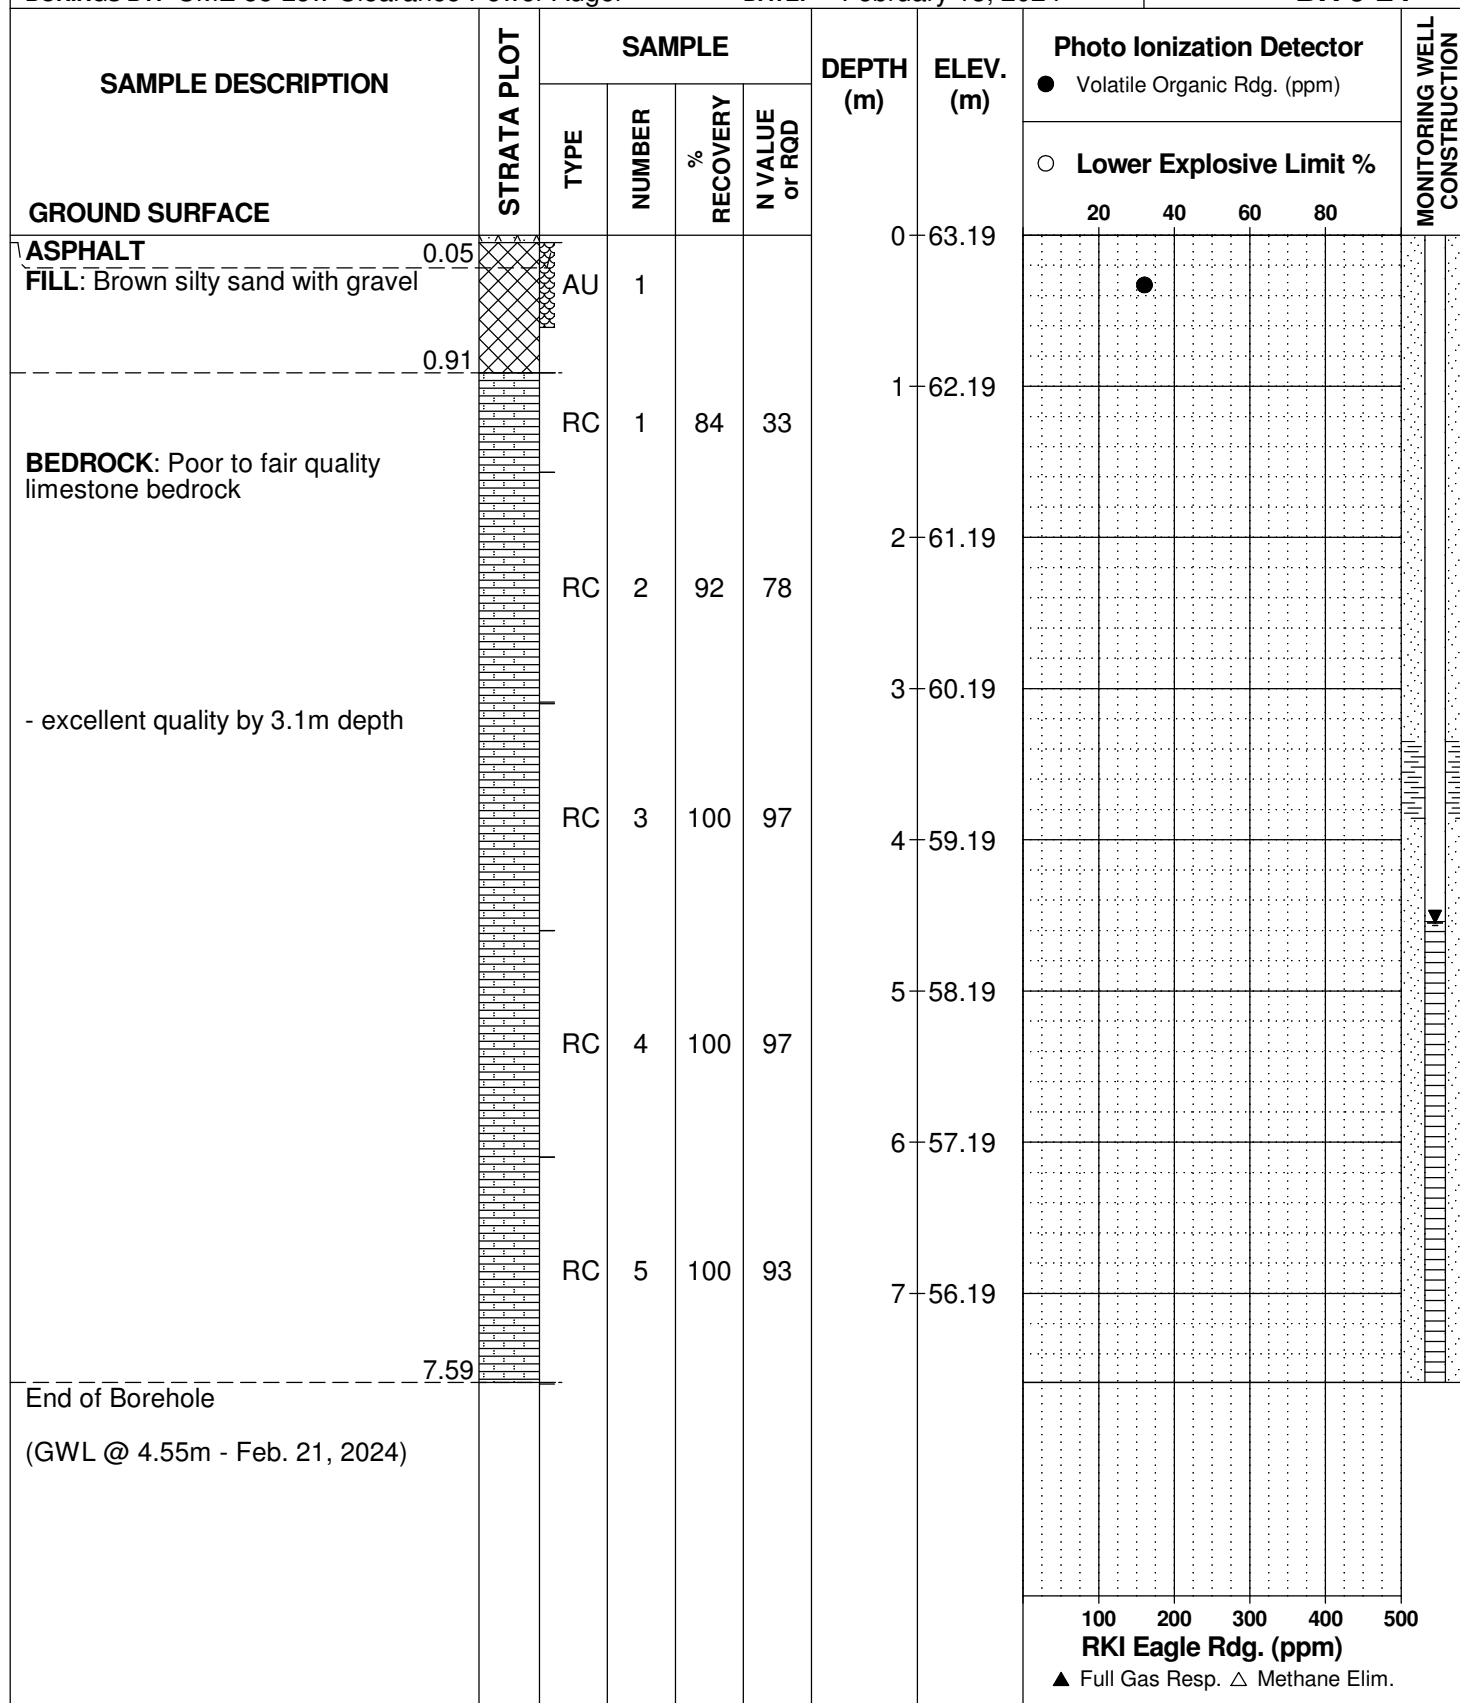 SAMPLE DESCRIPTION
GROUND SURFACE
STRATA PLOT
SAMPLE
TYPE
NUMBER
% RECOVERY
N VALUE or RQD
DEPTH (m)
ELEV. (m)
Photo Ionization Detector
● Volatile Organic Rdg. (ppm)
○ Lower Explosive Limit %
20 40 60 80
MONITORING WELL CONSTRUCTION
0 63.19
ASPHALT 0.05
FILL: Brown silty sand with gravel
AU 1
0.91
1 62.19
RC 1 84 33
BEDROCK: Poor to fair quality
limestone bedrock
2 61.19
RC 2 92 78
3 60.19
- excellent quality by 3.1m depth
RC 3 100 97
4 59.19
5 58.19
RC 4 100 97
6 57.19
RC 5 100 93
7 56.19
7.59
End of Borehole
(GWL @ 4.55m - Feb. 21, 2024)
100 200 300 400 500
RKI Eagle Rdg. (ppm)
▲ Full Gas Resp. △ Methane Elim.